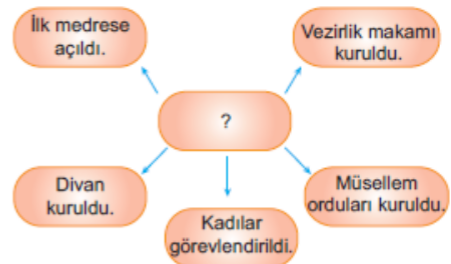 İlk medrese
açıldı.
Vezirlik makamı
kuruldu.
?
Divan
kuruldu.
Kadılar
görevlendirildi.
Müsellem
orduları kuruldu.